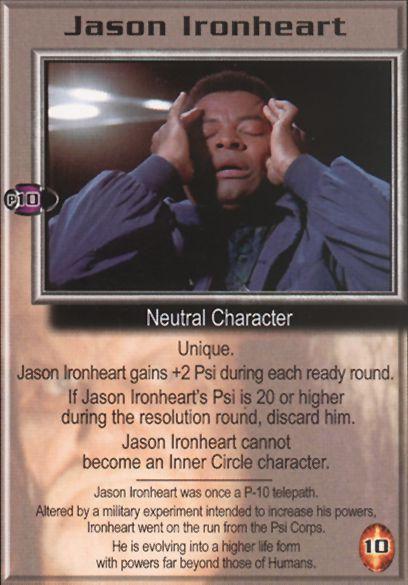 Jason Ironheart
P10
Neutral Character
Unique.
Jason Ironheart gains +2 Psi during each ready round.
If Jason Ironheart's Psi is 20 or higher
during the resolution round, discard him.
Jason Ironheart cannot
become an Inner Circle character.
Jason Ironheart was once a P-10 telepath.
Altered by a military experiment intended to increase his powers,
Ironheart went on the run from the Psi Corps.
He is evolving into a higher life form
with powers far beyond those of Humans.
10